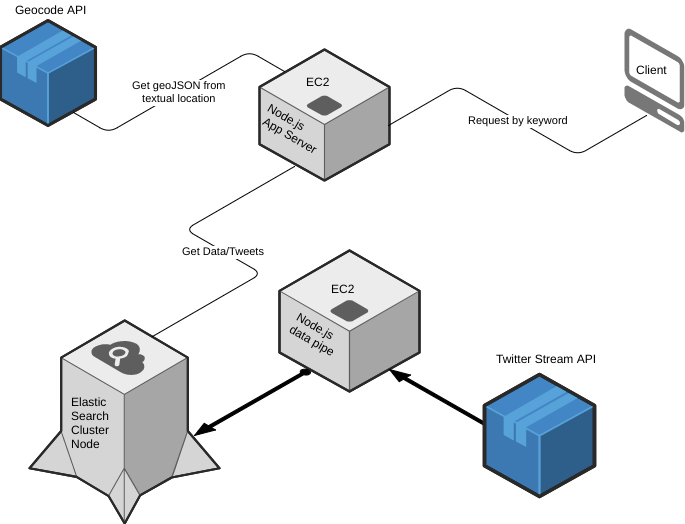 Geocode API
Get geoJSON from
textual location
EC2
Node.js
App Server
Client
Request by keyword
Get Data/Tweets
EC2
Node.js
data pipe
Twitter Stream API
Elastic
Search
Cluster
Node